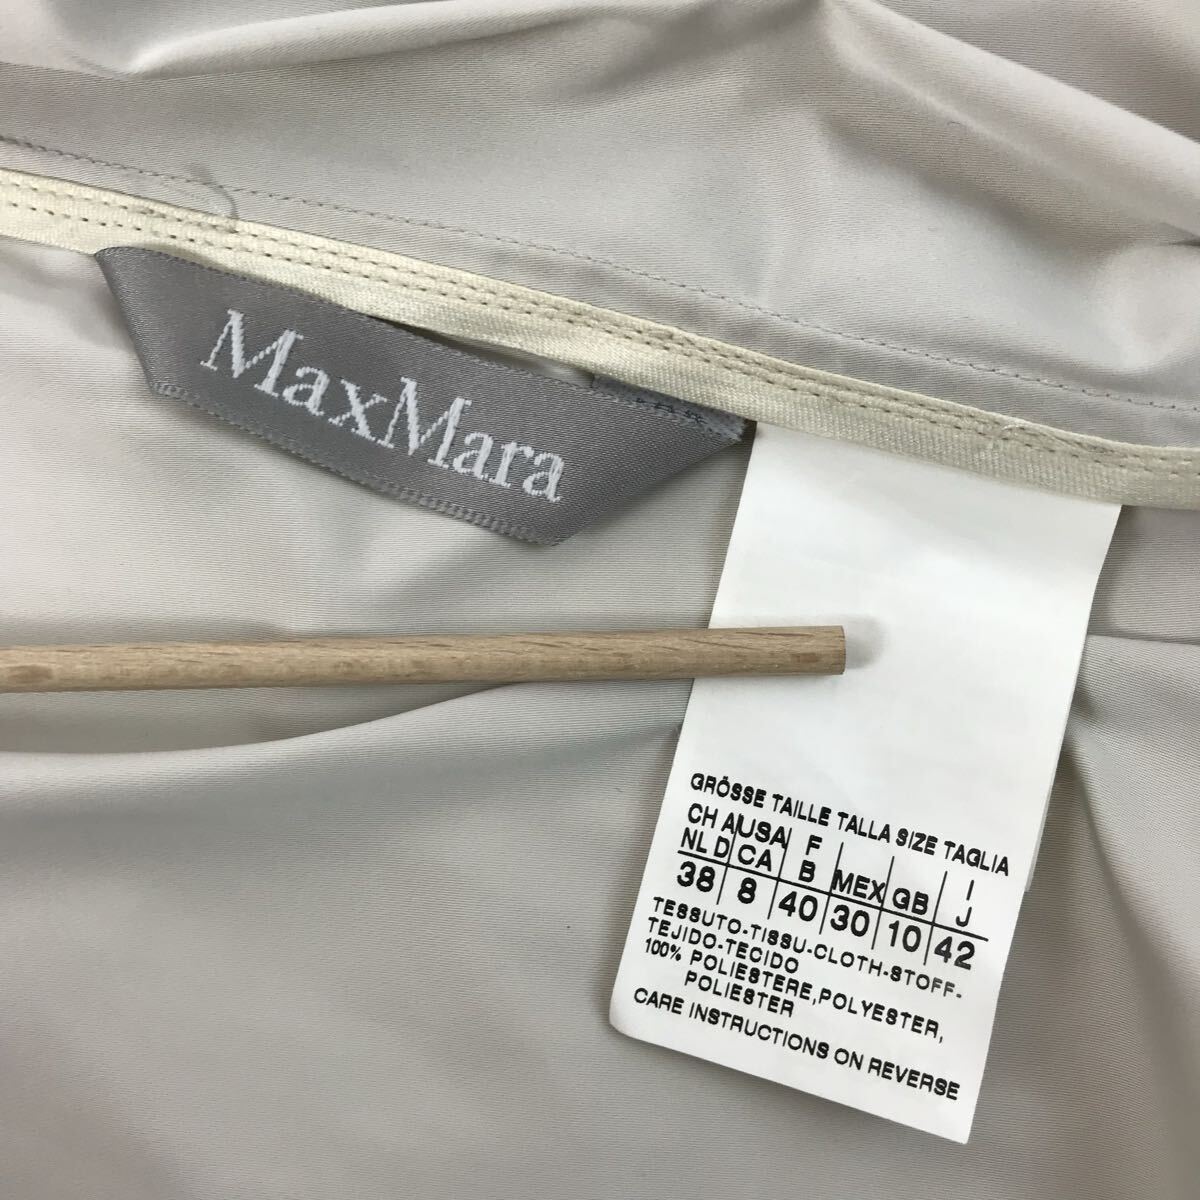 MaxMara
GRÖSSE TAILLE TALLA SIZE TAGLIA
CH A USA F MEX GB I
NL D CA B J
38 8 40 30 10 42
TESSUTO-TISSU-CLOTH-STOFF-
TEJIDO-TECIDO
100% POLIESTERE,POLYESTER,
POLIESTER
CARE INSTRUCTIONS ON REVERSE